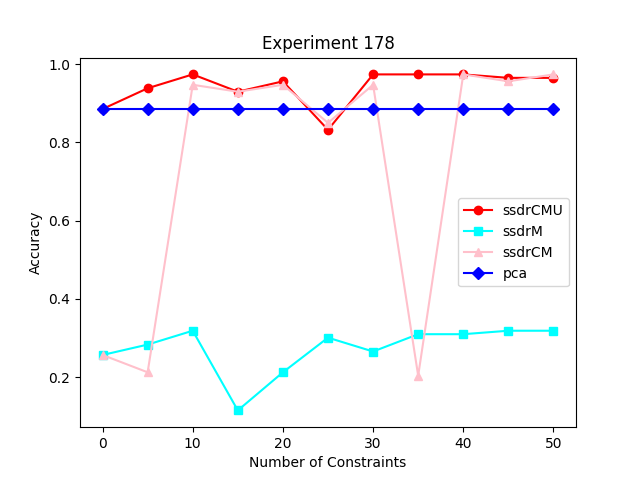 Experiment 178
Accuracy
1.0
0.8
0.6
0.4
0.2
ssdrCMU
ssdrM
ssdrCM
pca
0 10 20 30 40 50
Number of Constraints